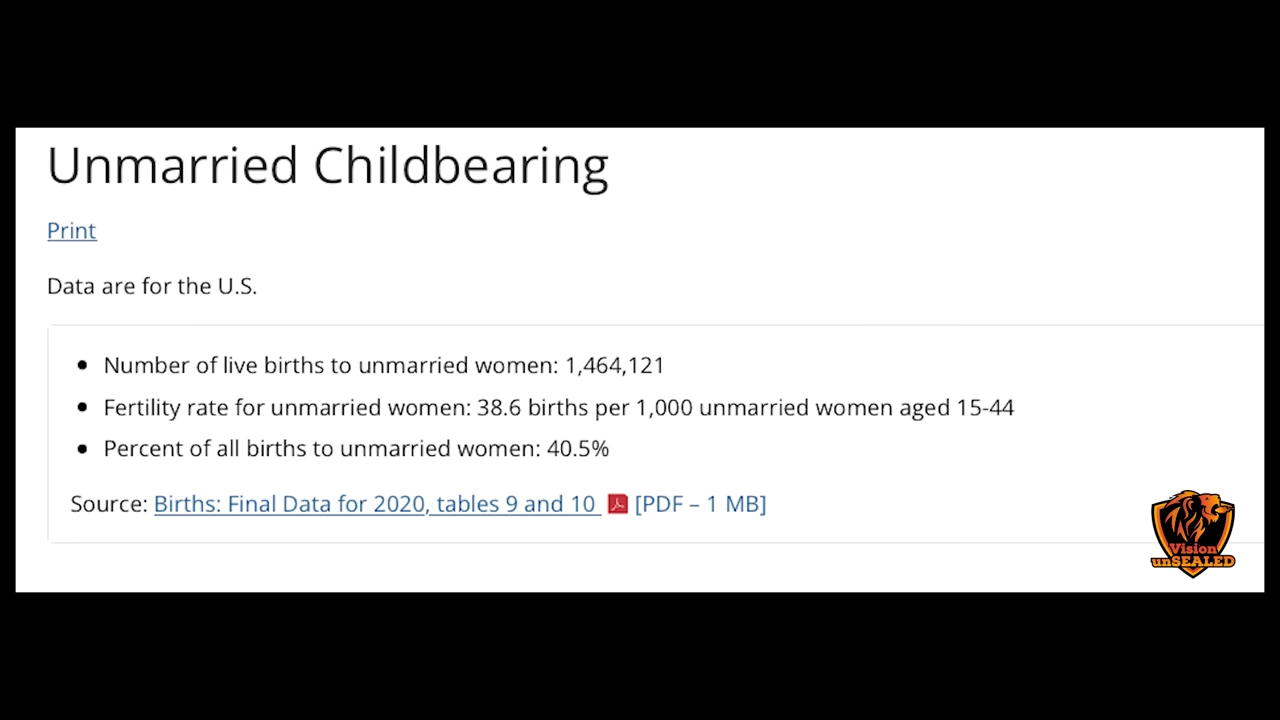 Unmarried Childbearing
Print
Data are for the U.S.
• Number of live births to unmarried women: 1,464,121
• Fertility rate for unmarried women: 38.6 births per 1,000 unmarried women aged 15-44
• Percent of all births to unmarried women: 40.5%
Source: Births: Final Data for 2020, tables 9 and 10 [PDF – 1 MB]
Vision
unSEALED